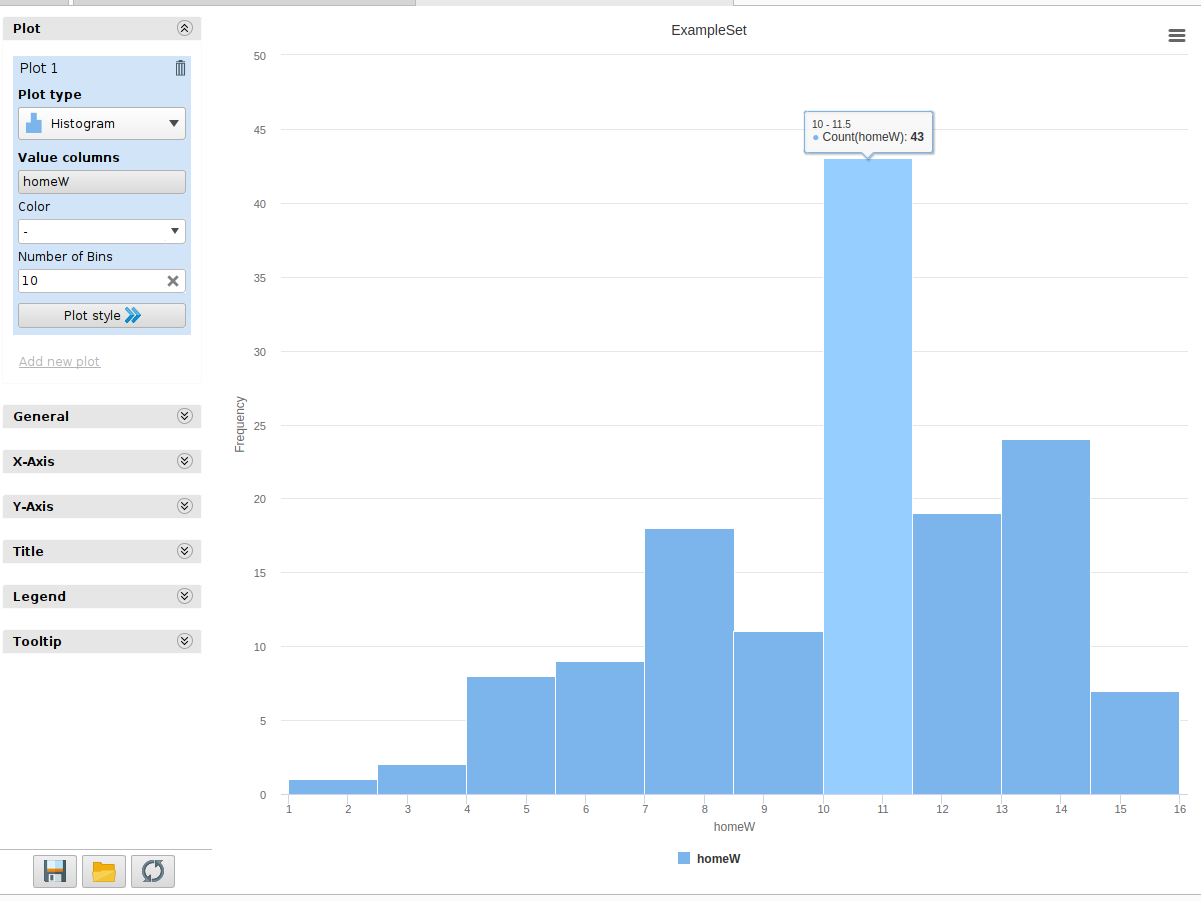 Plot
Plot 1
Plot type
Histogram
Value columns
homeW
Color
-
Number of Bins
10
Plot style
Add new plot
General
X-Axis
Y-Axis
Title
Legend
Tooltip
ExampleSet
50
45
40
35
30
25
20
15
10
5
0
Frequency
10 - 11.5
Count(homeW): 43
1 2 3 4 5 6 7 8 9 10 11 12 13 14 15 16
homeW
homeW